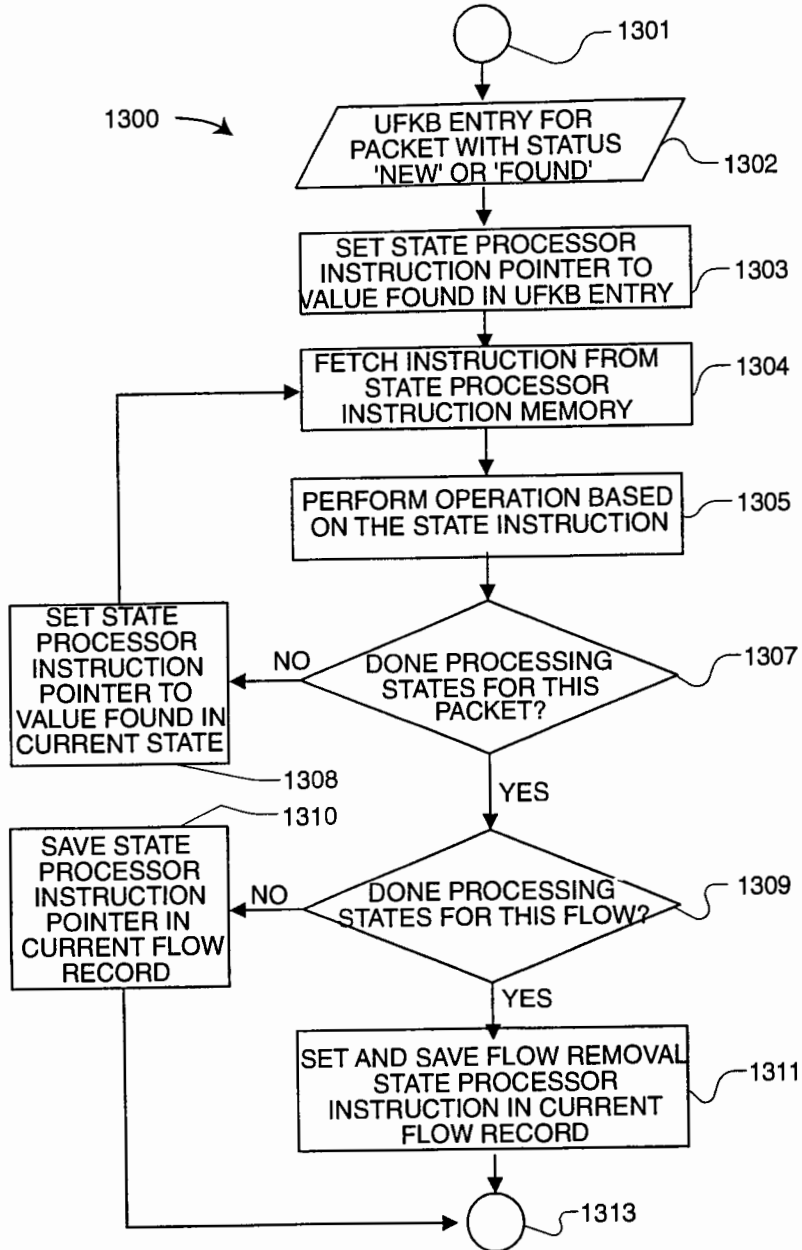 1301
1300
UFKB ENTRY FOR
PACKET WITH STATUS
'NEW' OR 'FOUND'
1302
SET STATE PROCESSOR
INSTRUCTION POINTER TO
VALUE FOUND IN UFKB ENTRY
1303
FETCH INSTRUCTION FROM
STATE PROCESSOR
INSTRUCTION MEMORY
1304
PERFORM OPERATION BASED
ON THE STATE INSTRUCTION
1305
SET STATE
PROCESSOR
INSTRUCTION
POINTER TO
VALUE FOUND IN
CURRENT STATE
NO
DONE PROCESSING
STATES FOR THIS
PACKET?
1307
1308
YES
1310
SAVE STATE
PROCESSOR
INSTRUCTION
POINTER IN
CURRENT FLOW
RECORD
NO
DONE PROCESSING
STATES FOR THIS FLOW?
1309
YES
SET AND SAVE FLOW REMOVAL
STATE PROCESSOR
INSTRUCTION IN CURRENT
FLOW RECORD
1311
1313